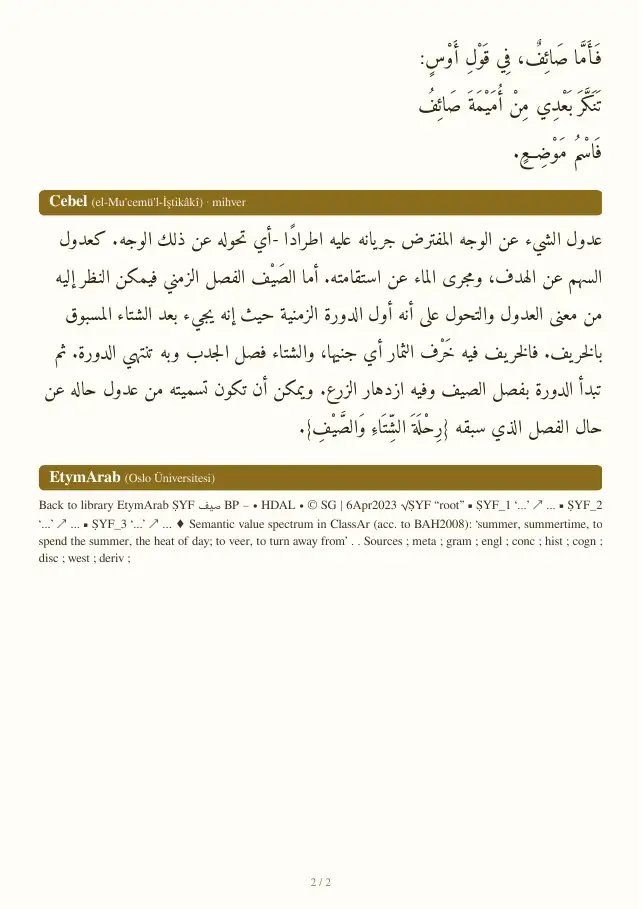 فَأَمَّا صَائِفٌ، فِي قَوْلِ أَوْسٍ:
تَنَكَّرَ بَعْدِي مِنْ أُمَيْمَةَ صَائِفُ
فَاسْمُ مَوْضِعٍ.
Cebel (el-Mu'cemü'l-İştikâkî) · mihver
عدول الشيء عن الوجه المفترض جريانه عليه اطرادًا -أي تحوله عن ذلك الوجه. كعدول
السهم عن الهدف، ومجرى الماء عن استقامته. أما الصَيْف الفصل الزمني فيمكن النظر إليه
من معنى العدول والتحول على أنه أول الدورة الزمنية حيث إنه يجيء بعد الشتاء المسبوق
بالخريف. فالخريف فيه خَرْف الثمار أي جنيها، والشتاء فصل الجدب وبه تنتهي الدورة. ثم
تبدأ الدورة بفصل الصيف وفيه ازدهار الزرع. ويمكن أن تكون تسميته من عدول حاله عن
حال الفصل الذي سبقه {رِحْلَةَ الشِّتَاءِ وَالصَّيْفِ}.
EtymArab (Oslo Üniversitesi)
Back to library EtymArab ṢYF صيف BP – • HDAL • © SG | 6Apr2023 √ṢYF “root” ▪ ṢYF_1 ‘...’ ↗ ... ▪ ṢYF_2
‘...’ ↗ ... ▪ ṢYF_3 ‘...’ ↗ ... ♦ Semantic value spectrum in ClassAr (acc. to BAH2008): ‘summer, summertime, to
spend the summer, the heat of day; to veer, to turn away from’ . . Sources ; meta ; gram ; engl ; conc ; hist ; cogn ;
disc ; west ; deriv ;
2 / 2